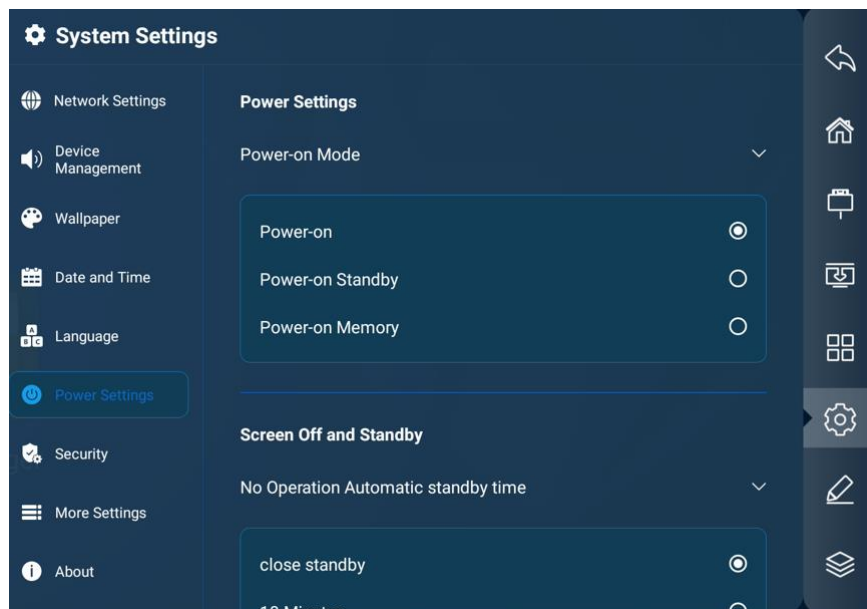 System Settings
Network Settings
Device
Management
Wallpaper
Date and Time
A
B C
Language
Power Settings
Security
More Settings
About
Power Settings
Power-on Mode
Power-on
Power-on Standby
Power-on Memory
Screen Off and Standby
No Operation Automatic standby time
close standby